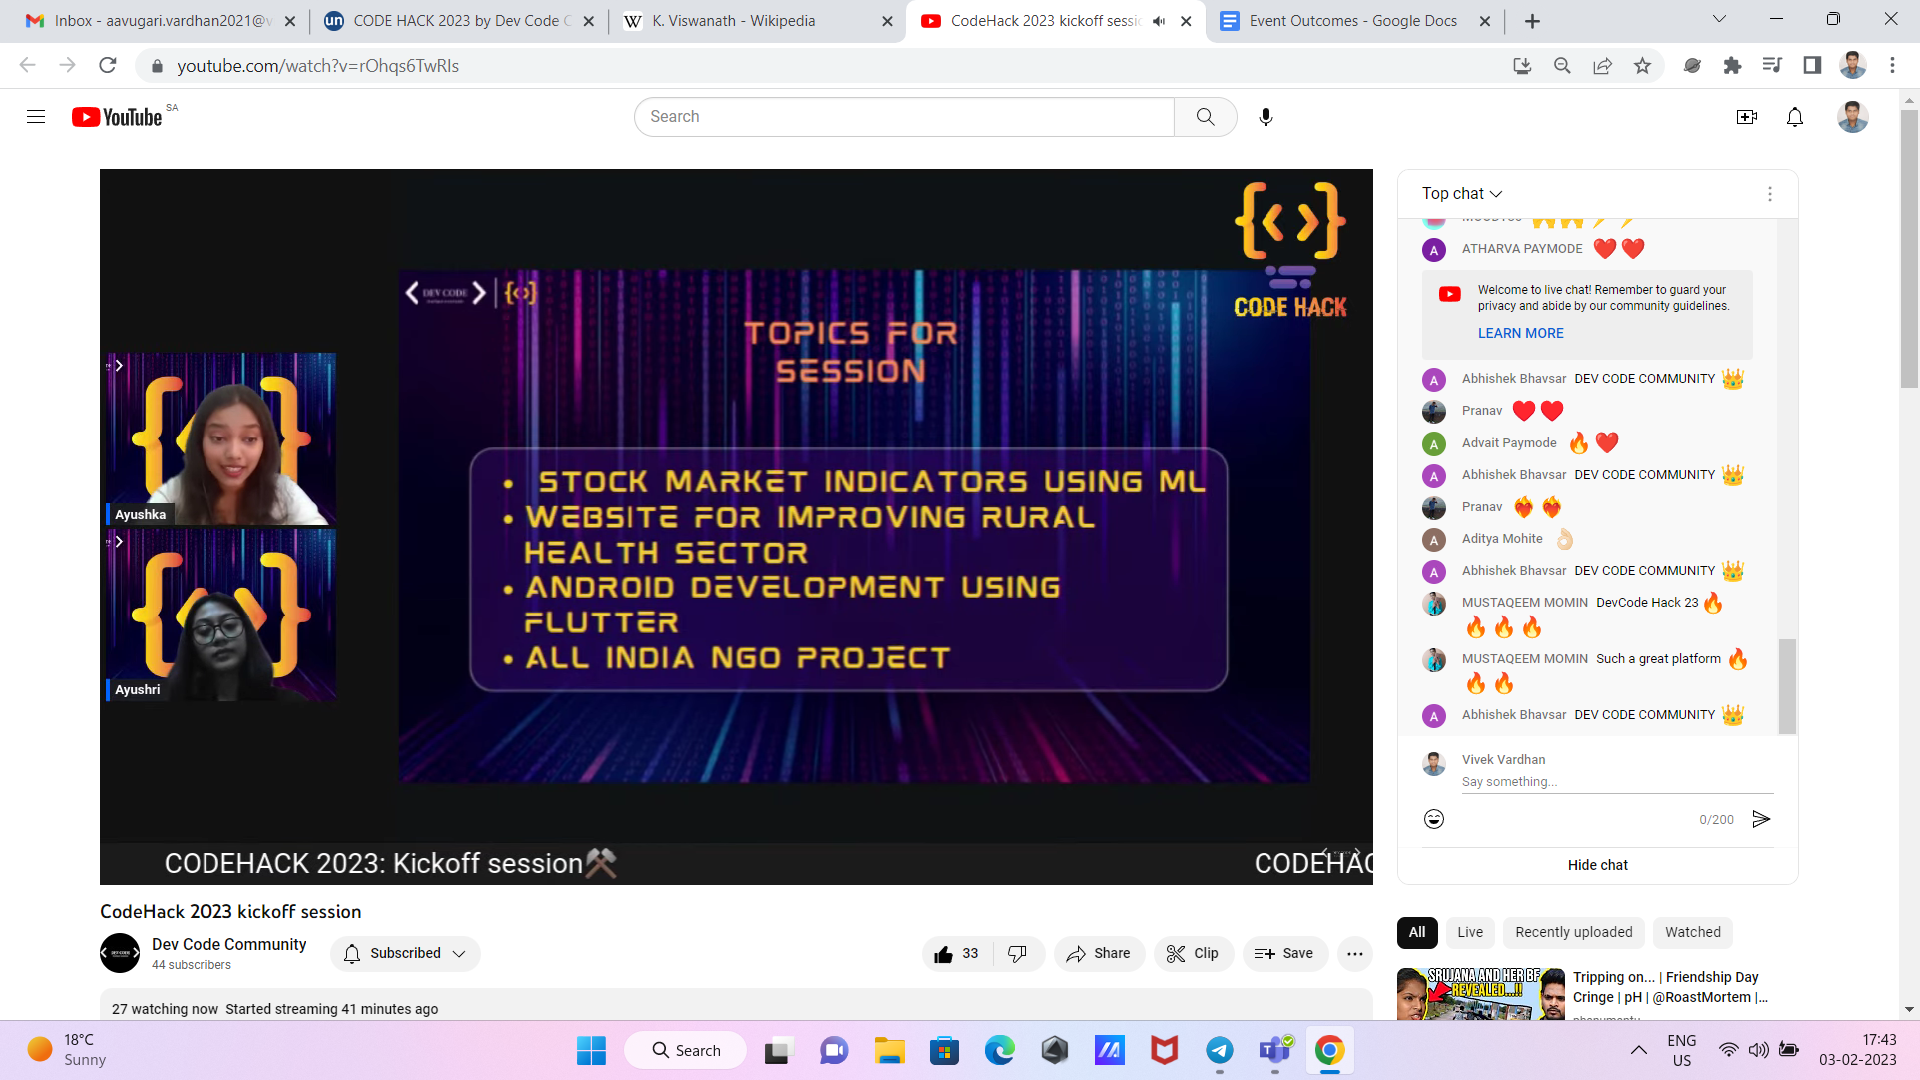 Inbox - aavugari.vardhan2021@v
CODE HACK 2023 by Dev Code C
K. Viswanath - Wikipedia
CodeHack 2023 kickoff sessic
Event Outcomes - Google Docs
youtube.com/watch?v=rOhqs6TwRls
YouTube SA
Search
DEV CODE
CODE HACK
TOPICS FOR
SESSION
• STOCK MARKET INDICATORS USING ML
• WEBSITE FOR IMPROVING RURAL
HEALTH SECTOR
• ANDROID DEVELOPMENT USING
FLUTTER
• ALL INDIA NGO PROJECT
Ayushka
Ayushri
CODEHACK 2023: Kickoff session⚒️
CODEHAC
CodeHack 2023 kickoff session
Dev Code Community
44 subscribers
Subscribed
33
Share
Clip
Save
27 watching now Started streaming 41 minutes ago
Top chat
ATHARVA PAYMODE ❤️❤️
Welcome to live chat! Remember to guard your
privacy and abide by our community guidelines.
LEARN MORE
Abhishek Bhavsar DEV CODE COMMUNITY 👑
Pranav ❤️❤️
Advait Paymode 🔥❤️
Abhishek Bhavsar DEV CODE COMMUNITY 👑
Pranav ❤️‍🔥❤️‍🔥
Aditya Mohite 👌🏻
Abhishek Bhavsar DEV CODE COMMUNITY 👑
MUSTAQEEM MOMIN DevCode Hack 23 🔥
🔥🔥🔥
MUSTAQEEM MOMIN Such a great platform 🔥
🔥🔥
Abhishek Bhavsar DEV CODE COMMUNITY 👑
Vivek Vardhan
Say something...
0/200
Hide chat
All
Live
Recently uploaded
Watched
SRUJANA AND HER BF
REVEALED...!!
Tripping on... | Friendship Day
Cringe | pH | @RoastMortem |...
18°C
Sunny
Search
ENG
US
17:43
03-02-2023